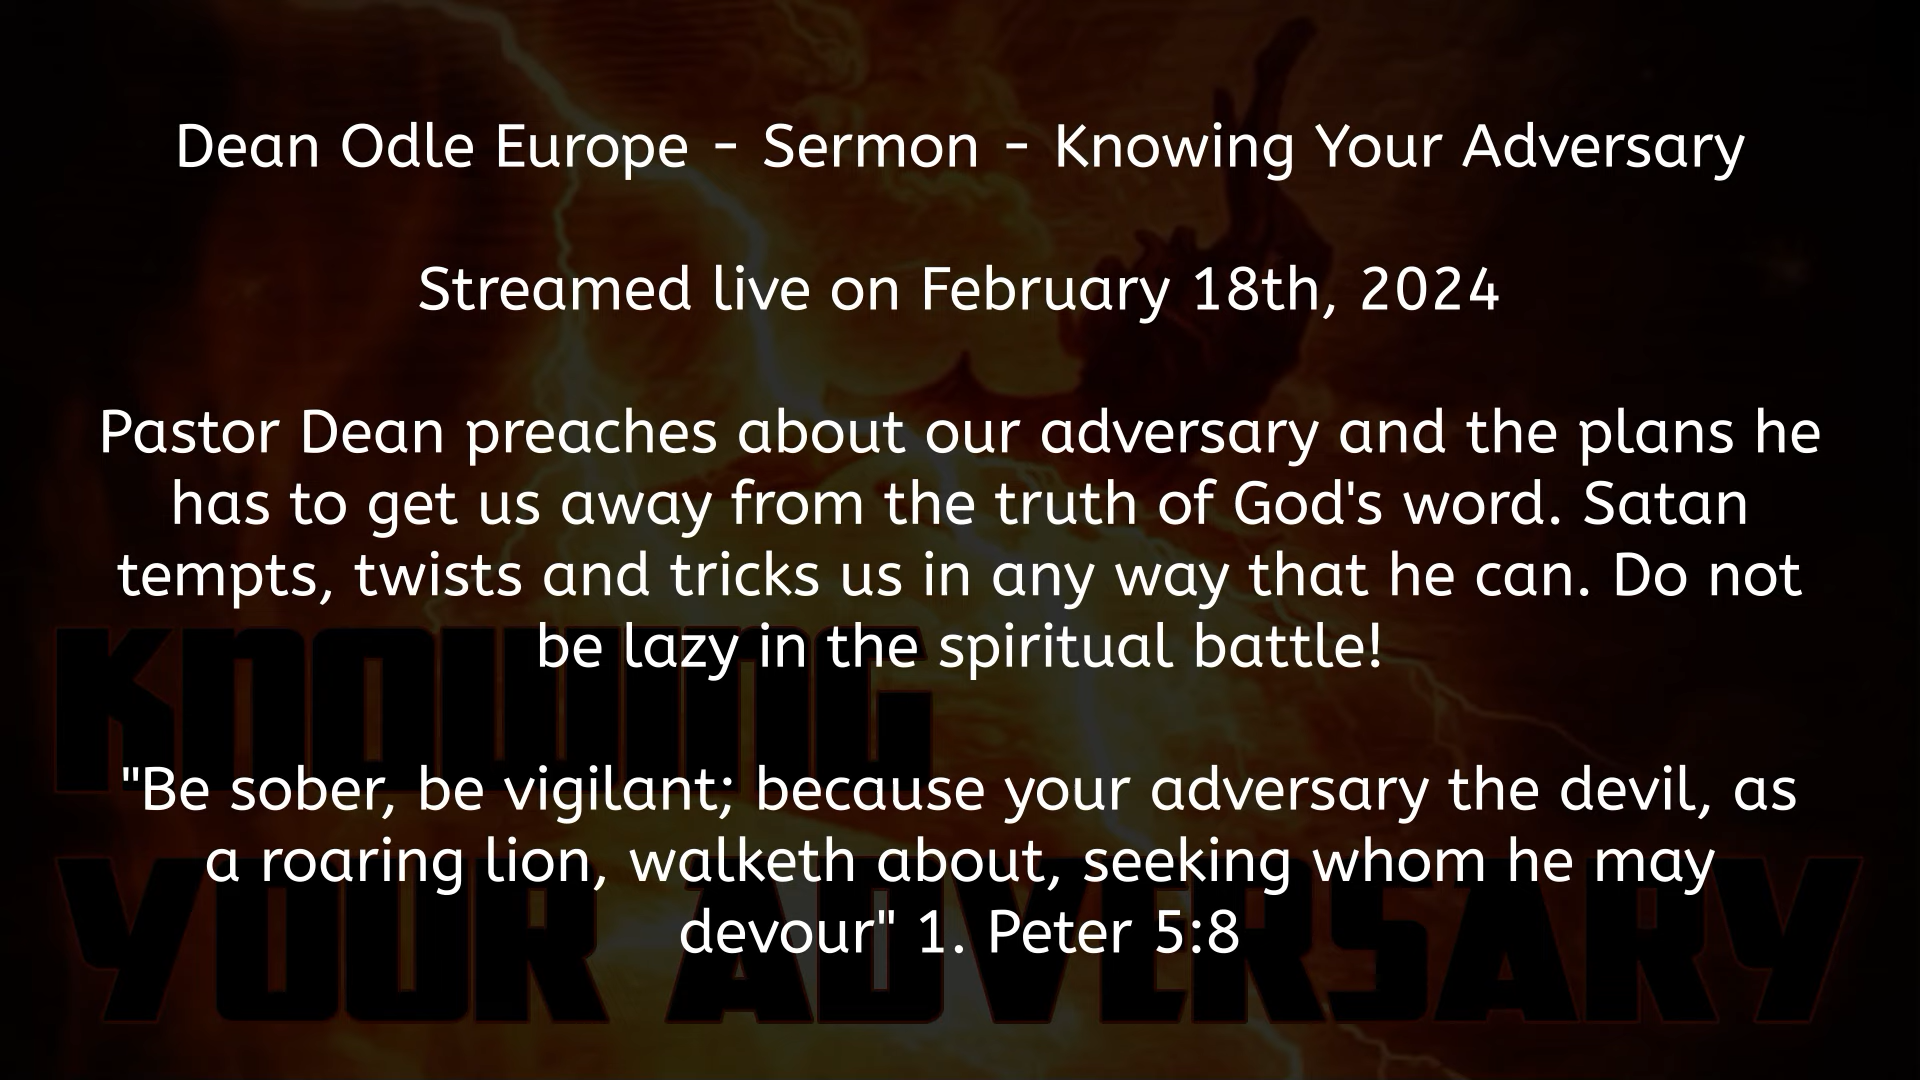 Dean Odle Europe - Sermon - Knowing Your Adversary
Streamed live on February 18th, 2024
Pastor Dean preaches about our adversary and the plans he
has to get us away from the truth of God's word. Satan
tempts, twists and tricks us in any way that he can. Do not
be lazy in the spiritual battle!
KNOWING
"Be sober, be vigilant; because your adversary the devil, as
a roaring lion, walketh about, seeking whom he may
devour" 1. Peter 5:8
YOUR ADVERSARY